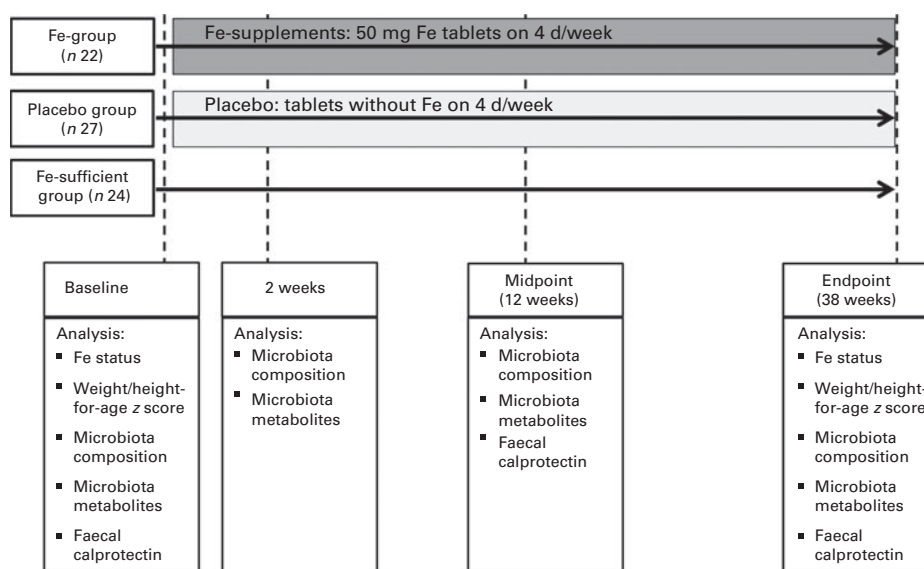 Fe-group
(n 22)
Fe-supplements: 50 mg Fe tablets on 4 d/week
Placebo group
(n 27)
Placebo: tablets without Fe on 4 d/week
Fe-sufficient
group (n 24)
Baseline
Analysis:
▪ Fe status
▪ Weight/height-
for-age z score
▪ Microbiota
composition
▪ Microbiota
metabolites
▪ Faecal
calprotectin
2 weeks
Analysis:
▪ Microbiota
composition
▪ Microbiota
metabolites
Midpoint
(12 weeks)
Analysis:
▪ Microbiota
composition
▪ Microbiota
metabolites
▪ Faecal
calprotectin
Endpoint
(38 weeks)
Analysis:
▪ Fe status
▪ Weight/height-
for-age z score
▪ Microbiota
composition
▪ Microbiota
metabolites
▪ Faecal
calprotectin